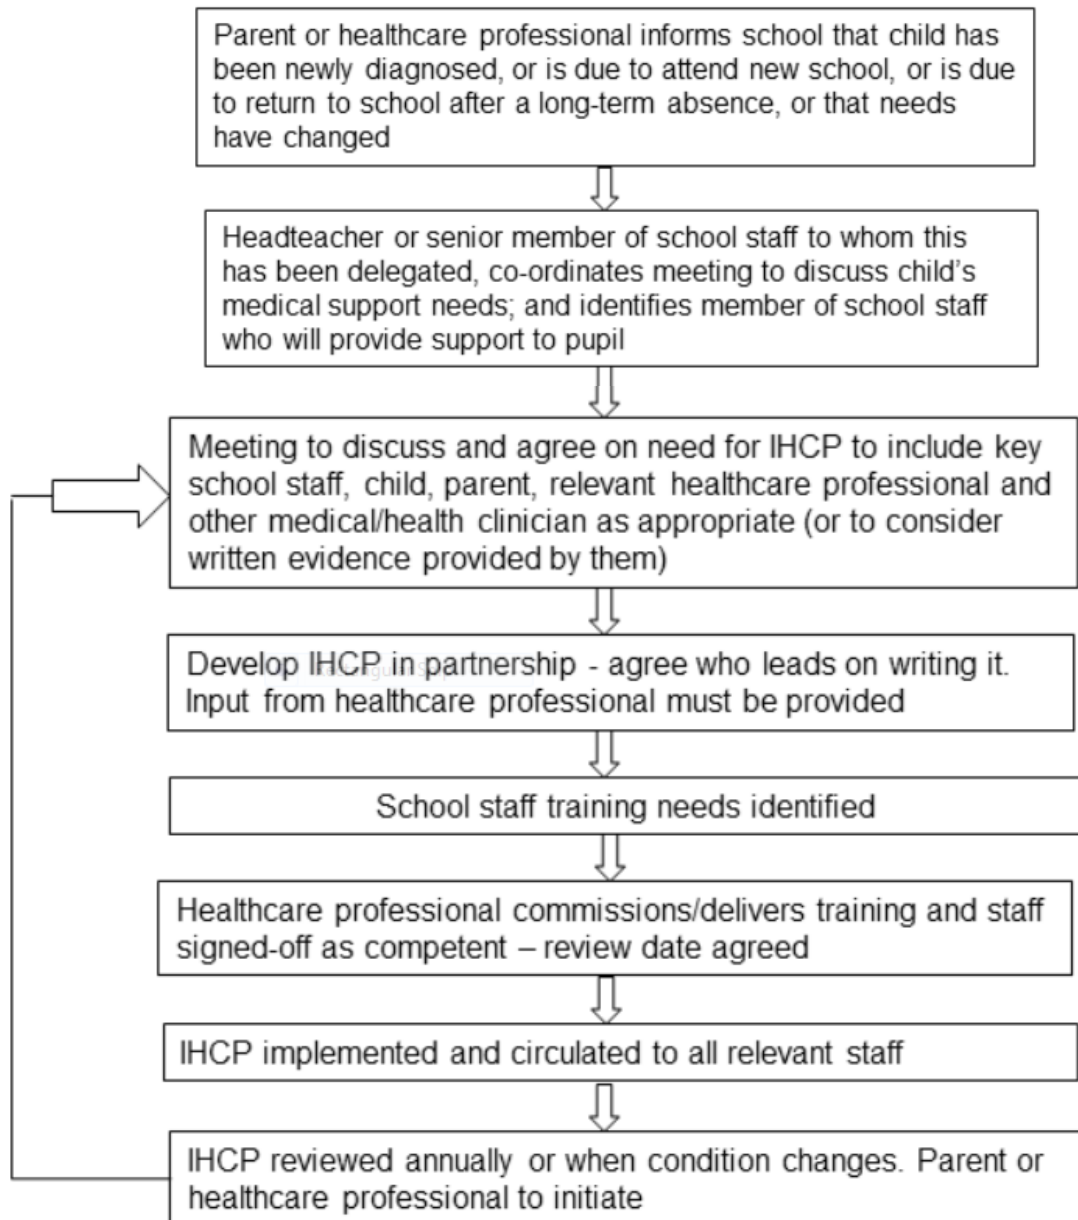 Parent or healthcare professional informs school that child has
been newly diagnosed, or is due to attend new school, or is due
to return to school after a long-term absence, or that needs
have changed
Headteacher or senior member of school staff to whom this
has been delegated, co-ordinates meeting to discuss child's
medical support needs; and identifies member of school staff
who will provide support to pupil
Meeting to discuss and agree on need for IHCP to include key
school staff, child, parent, relevant healthcare professional and
other medical/health clinician as appropriate (or to consider
written evidence provided by them)
Develop IHCP in partnership - agree who leads on writing it.
Input from healthcare professional must be provided
School staff training needs identified
Healthcare professional commissions/delivers training and staff
signed-off as competent – review date agreed
IHCP implemented and circulated to all relevant staff
IHCP reviewed annually or when condition changes. Parent or
healthcare professional to initiate